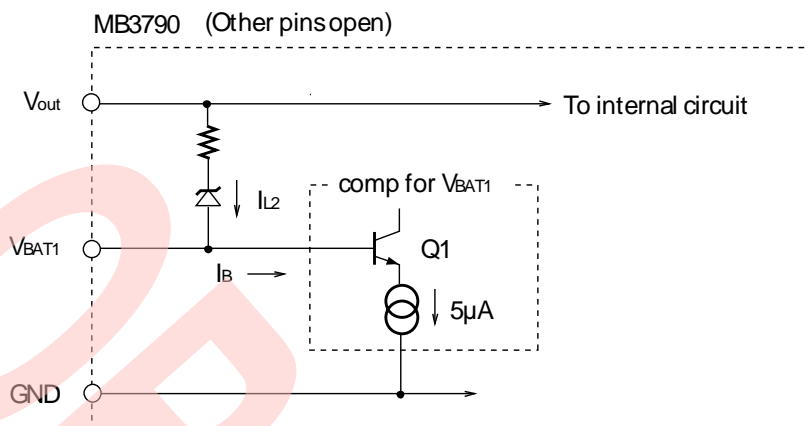 MB3790 (Other pins open)
Vout
To internal circuit
IL2
comp for VBAT1
VBAT1
IB
Q1
5µA
GND